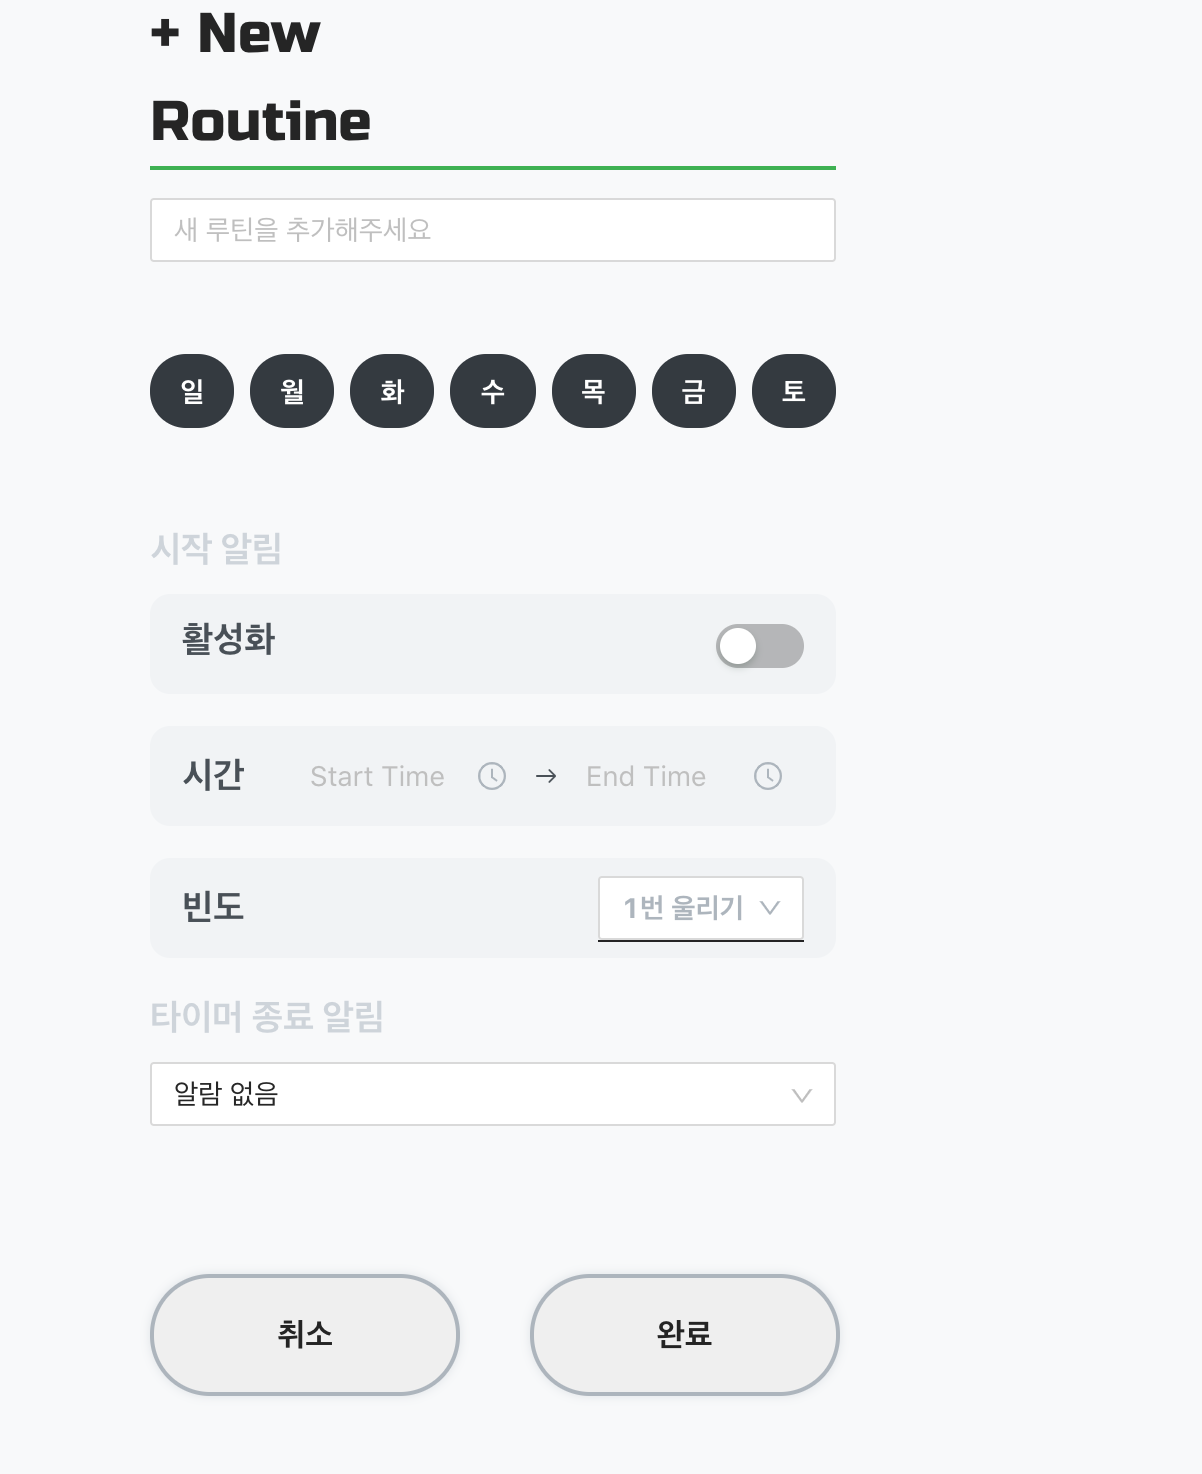 + New
Routine
새 루틴을 추가해주세요
일 월 화 수 목 금 토
시작 알림
활성화
시간 Start Time → End Time
빈도 1번 울리기
타이머 종료 알림
알람 없음
취소 완료